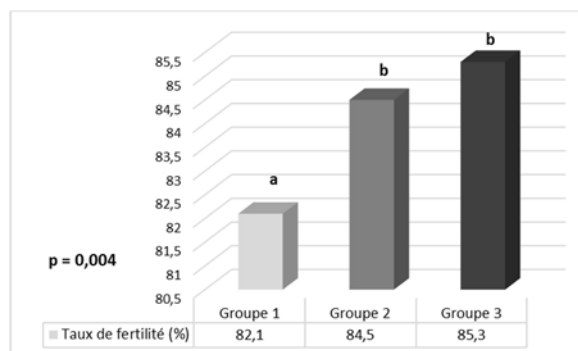 85,5
85
84,5
84
83,5
83
82,5
82
81,5
81
80,5
a
b
b
p = 0,004
Groupe 1 Groupe 2 Groupe 3
Taux de fertilité (%) 82,1 84,5 85,3